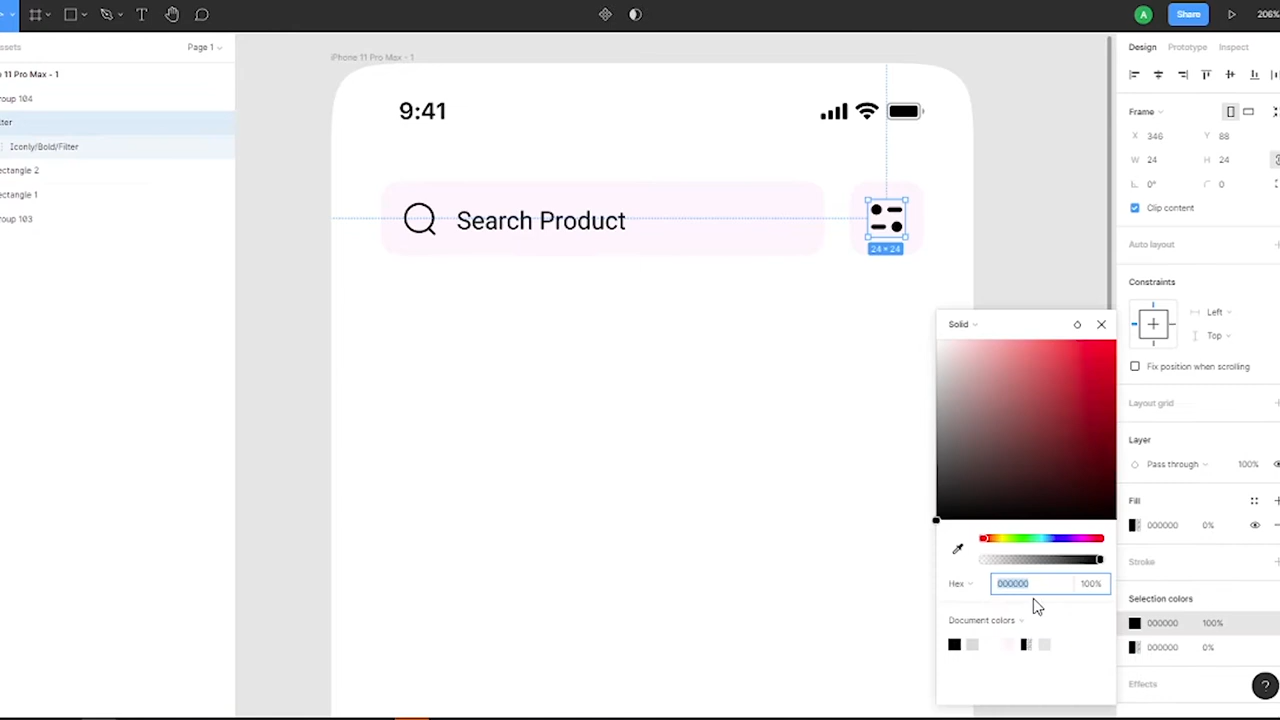 A
Share
206%
ssets
Page 1
11 Pro Max - 1
roup 104
ter
Iconly/Bold/Filter
ectangle 2
ectangle 1
roup 103
iPhone 11 Pro Max - 1
9:41
Search Product
24 × 24
Design
Prototype
Inspect
Frame
X 346
Y 88
W 24
H 24
0°
0
Clip content
Auto layout
Constraints
Left
Top
Fix position when scrolling
Layout grid
Layer
Pass through
100%
Fill
000000
0%
Stroke
Selection colors
000000
100%
000000
0%
Effects
?
Solid
Hex
000000
100%
Document colors